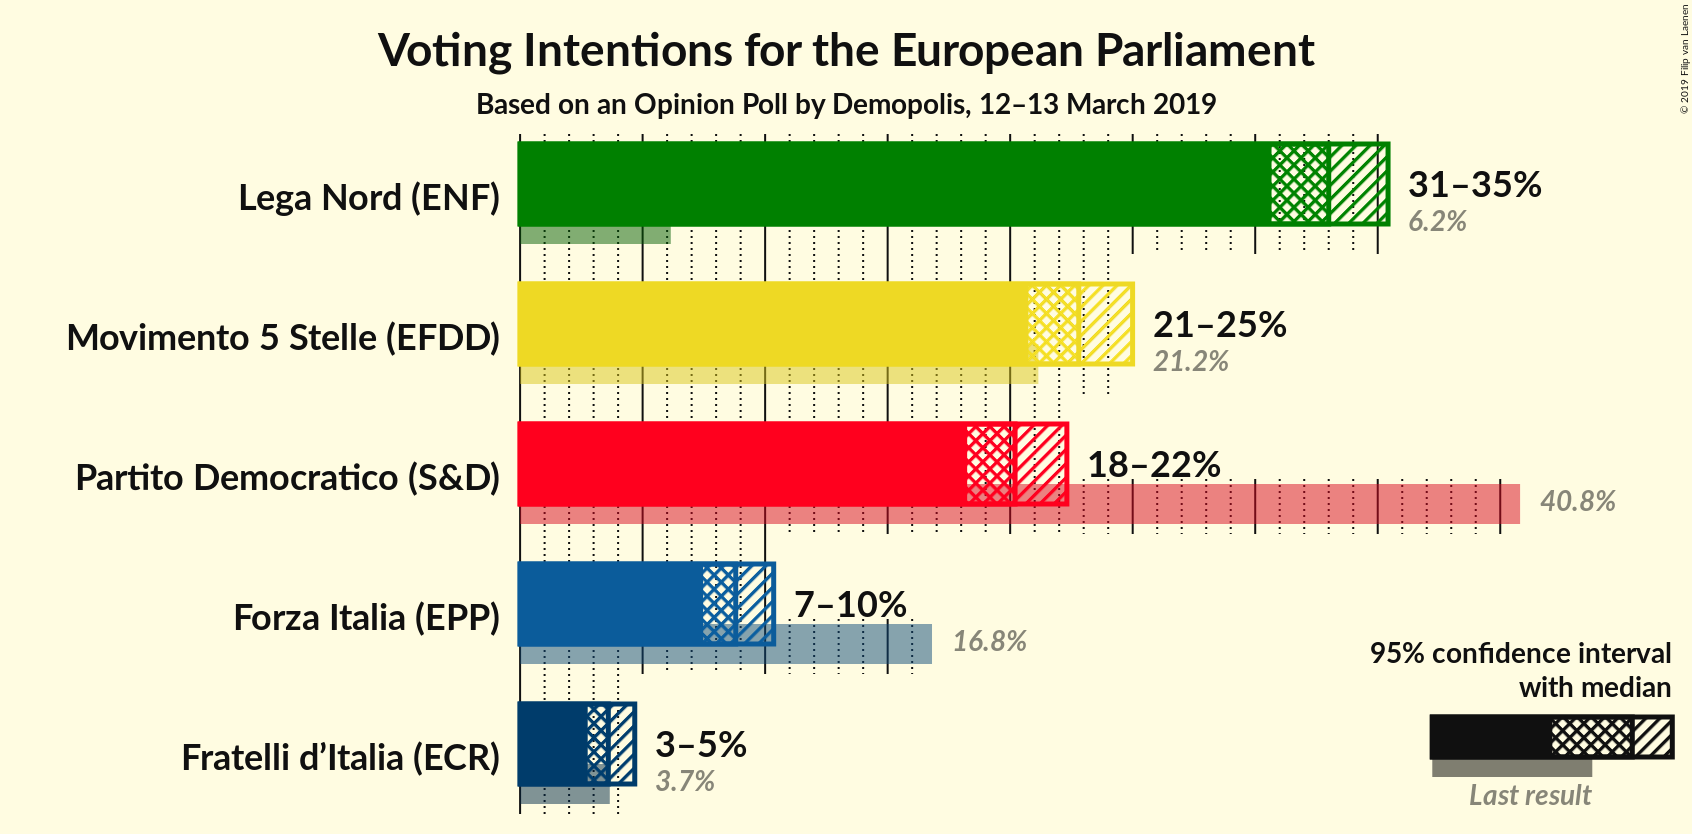 Voting Intentions for the European Parliament
Based on an Opinion Poll by Demopolis, 12–13 March 2019
© 2019 Filip van Laenen
Lega Nord (ENF)
31–35%
6.2%
Movimento 5 Stelle (EFDD)
21–25%
21.2%
Partito Democratico (S&D)
18–22%
40.8%
Forza Italia (EPP)
7–10%
16.8%
Fratelli d’Italia (ECR)
3–5%
3.7%
95% confidence interval
with median
Last result